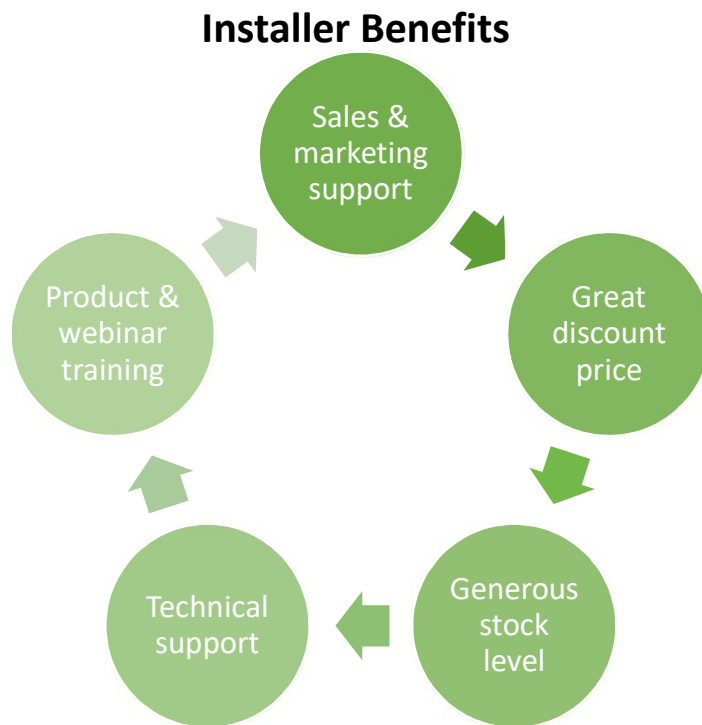 Installer Benefits
Sales &
marketing
support
Great
discount
price
Generous
stock
level
Technical
support
Product &
webinar
training